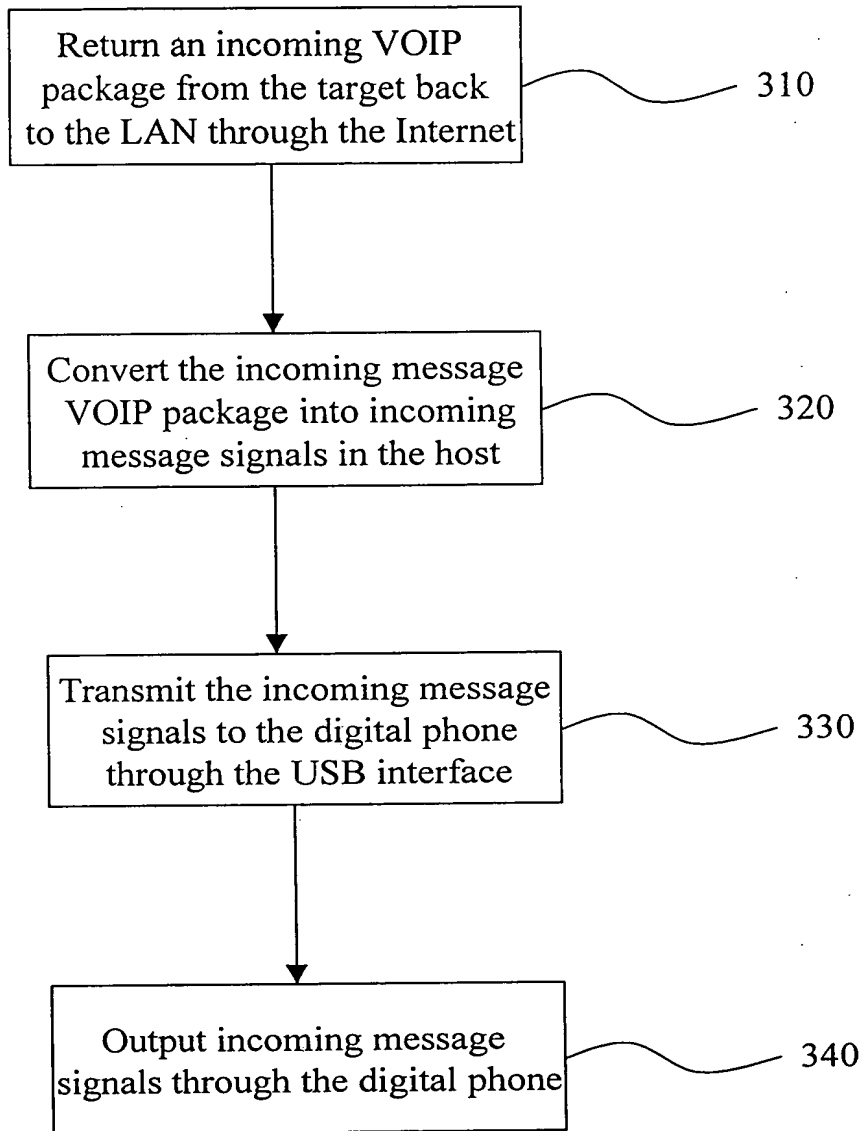 Return an incoming VOIP
package from the target back
to the LAN through the Internet
310
Convert the incoming message
VOIP package into incoming
message signals in the host
320
Transmit the incoming message
signals to the digital phone
through the USB interface
330
Output incoming message
signals through the digital phone
340